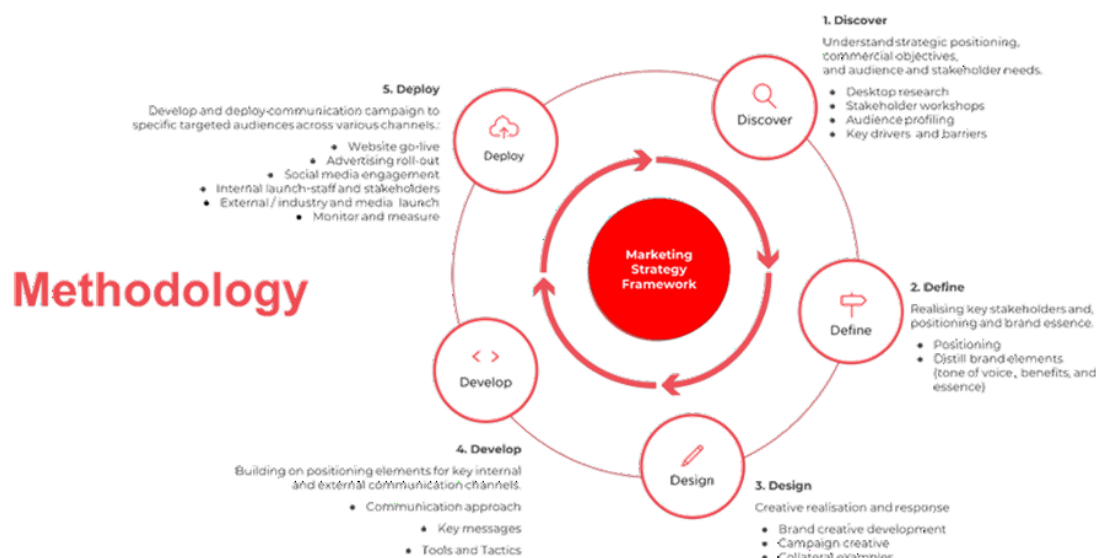 Methodology
Marketing
Strategy
Framework
Discover
1. Discover
Understand strategic positioning,
commercial objectives,
and audience and stakeholder needs.
• Desktop research
• Stakeholder workshops
• Audience profiling
• Key drivers and barriers
Define
2. Define
Realising key stakeholders and,
positioning and brand essence.
• Positioning
• Distill brand elements
(tone of voice, benefits, and
essence)
Design
3. Design
Creative realisation and response
• Brand creative development
• Campaign creative
• Collateral examples
Develop
4. Develop
Building on positioning elements for key internal
and external communication channels.
• Communication approach
• Key messages
• Tools and Tactics
Deploy
5. Deploy
Develop and deploy-communication campaign to
specific targeted audiences across various channels.:
• Website go-live
• Advertising roll-out
• Social media engagement
• Internal launch-staff and stakeholders
• External / industry and media launch
• Monitor and measure